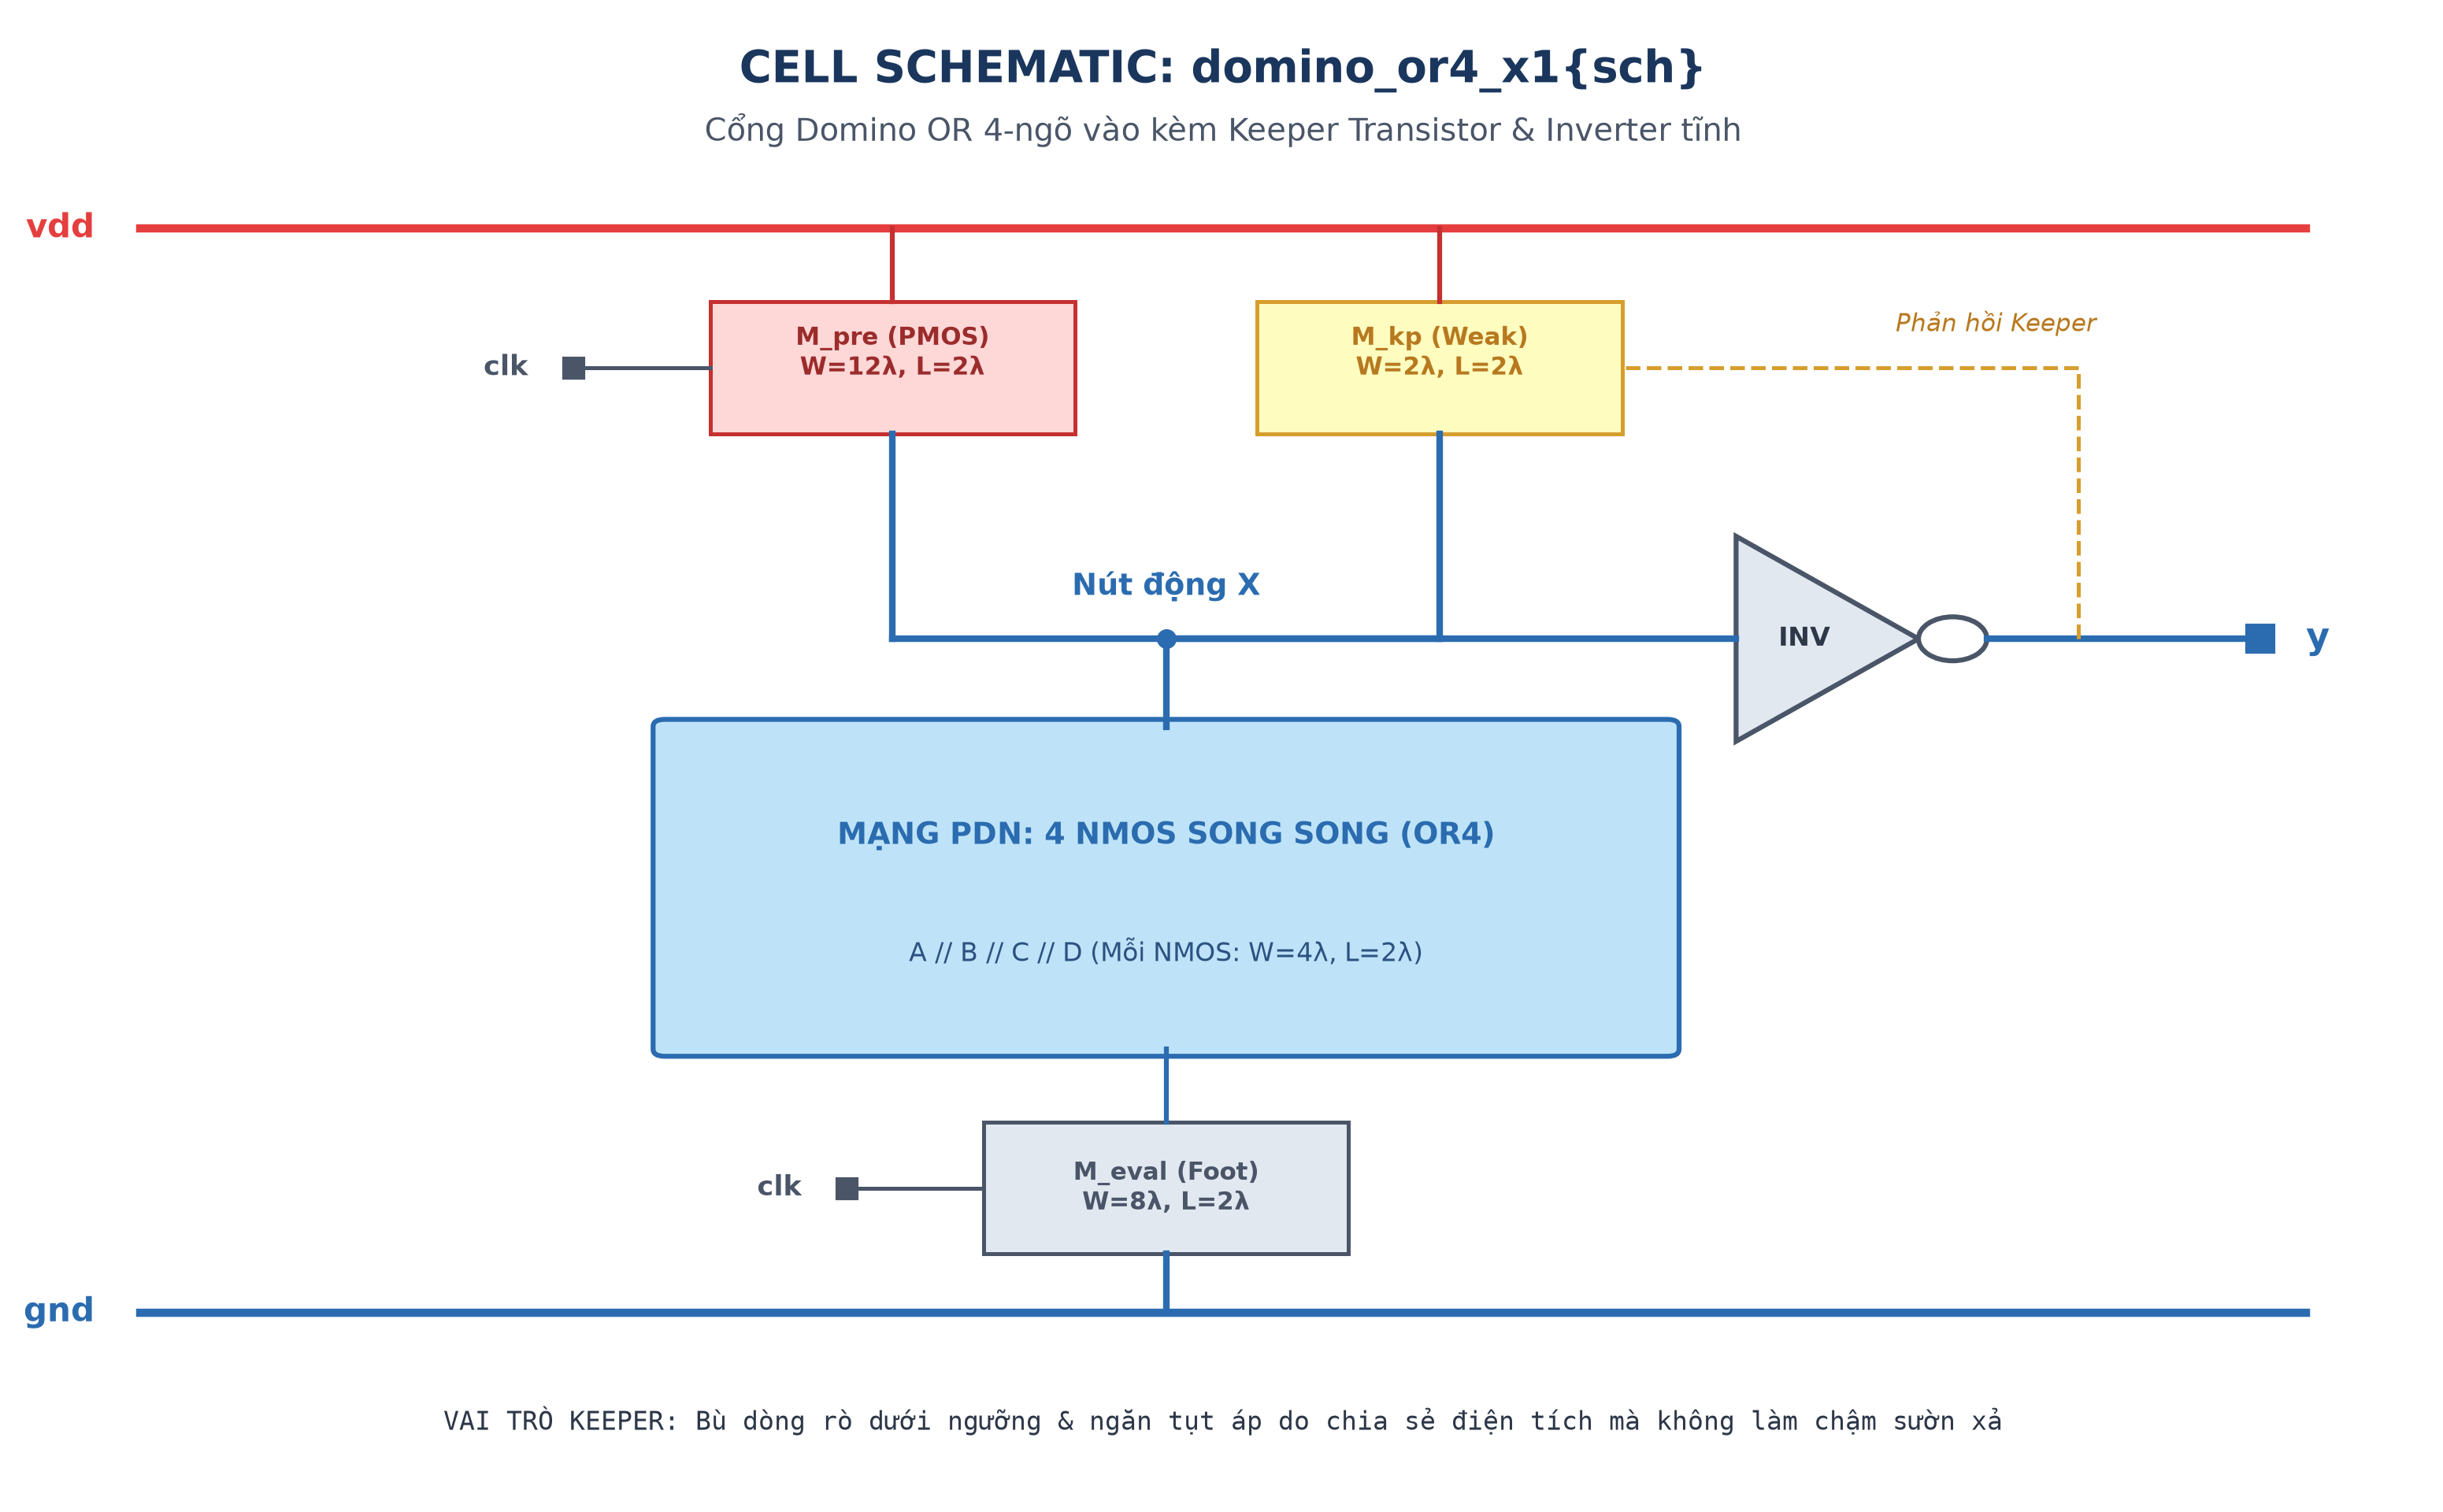 CELL SCHEMATIC: domino_or4_x1{sch}
Cổng Domino OR 4-ngõ vào kèm Keeper Transistor & Inverter tĩnh
vdd
M_pre (PMOS)
W=12λ, L=2λ
M_kp (Weak)
W=2λ, L=2λ
Phản hồi Keeper
clk
Nút động X
INV
y
MẠNG PDN: 4 NMOS SONG SONG (OR4)
A // B // C // D (Mỗi NMOS: W=4λ, L=2λ)
M_eval (Foot)
W=8λ, L=2λ
clk
gnd
VAI TRÒ KEEPER: Bù dòng rò dưới ngưỡng & ngăn tụt áp do chia sẻ điện tích mà không làm chậm sườn xả